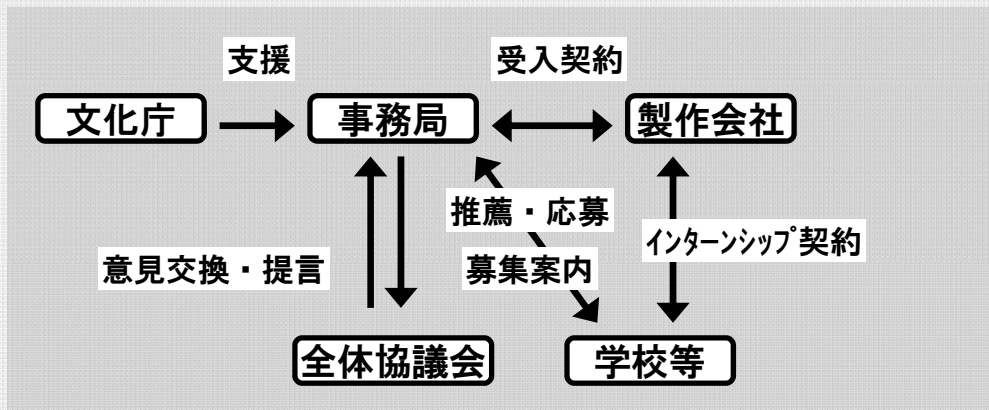 支援
受入契約
文化庁
事務局
製作会社
推薦・応募
インターンシップ契約
意見交換・提言
募集案内
全体協議会
学校等